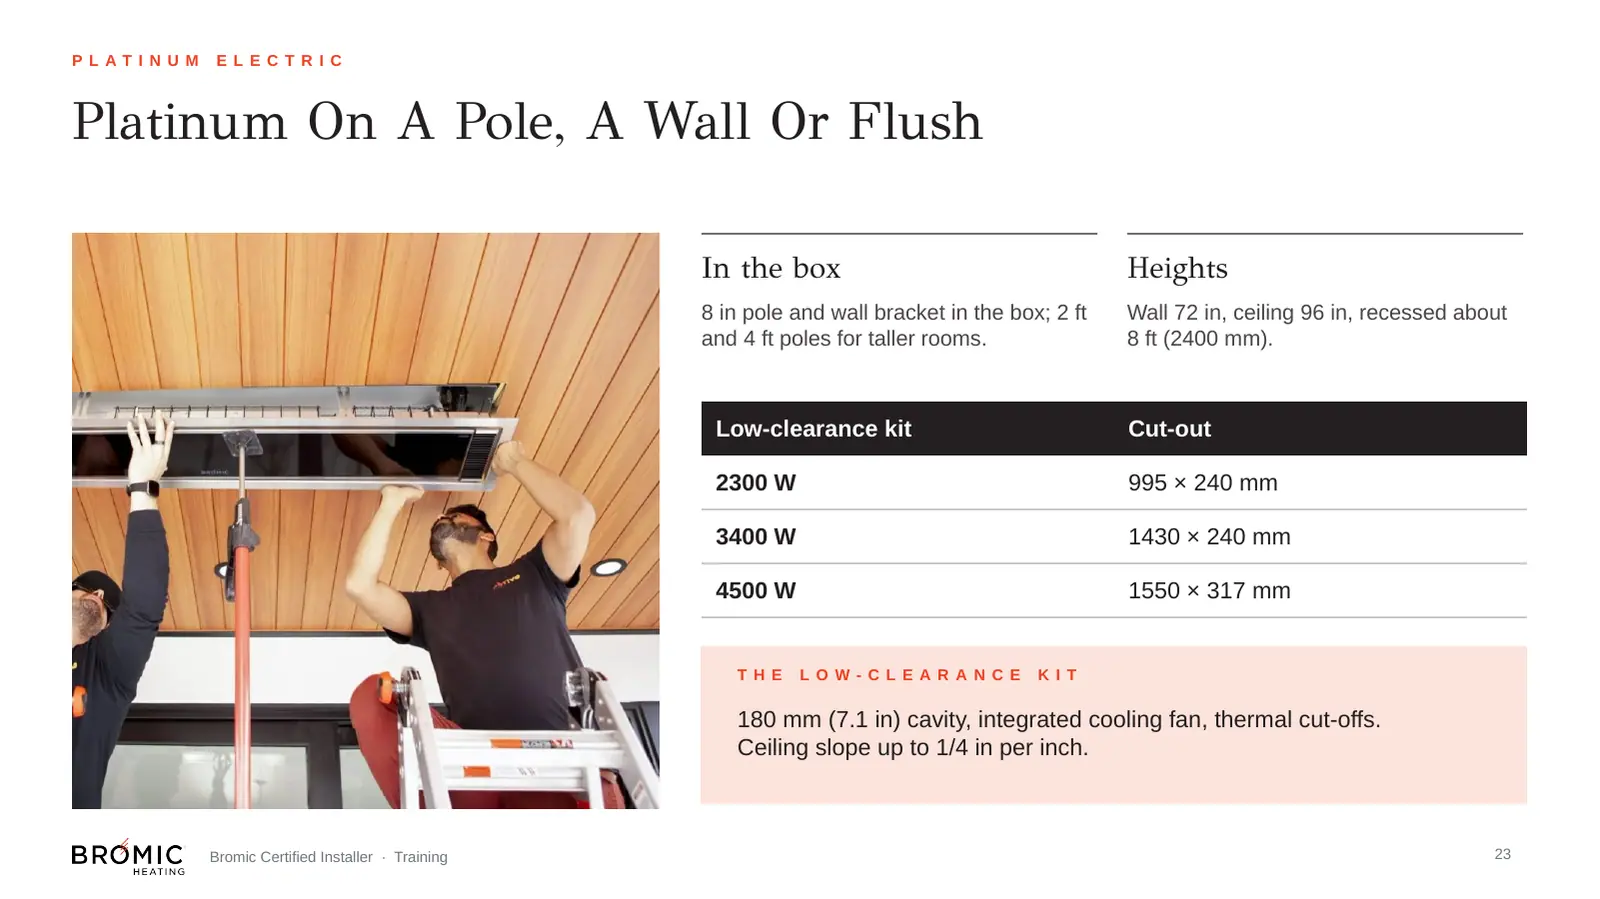 PLATINUM ELECTRIC
Platinum On A Pole, A Wall Or Flush
In the box
8 in pole and wall bracket in the box; 2 ft
and 4 ft poles for taller rooms.
Heights
Wall 72 in, ceiling 96 in, recessed about
8 ft (2400 mm).
Low-clearance kit Cut-out
2300 W 995 × 240 mm
3400 W 1430 × 240 mm
4500 W 1550 × 317 mm
THE LOW-CLEARANCE KIT
180 mm (7.1 in) cavity, integrated cooling fan, thermal cut-offs.
Ceiling slope up to 1/4 in per inch.
BROMIC
HEATING
Bromic Certified Installer · Training
23